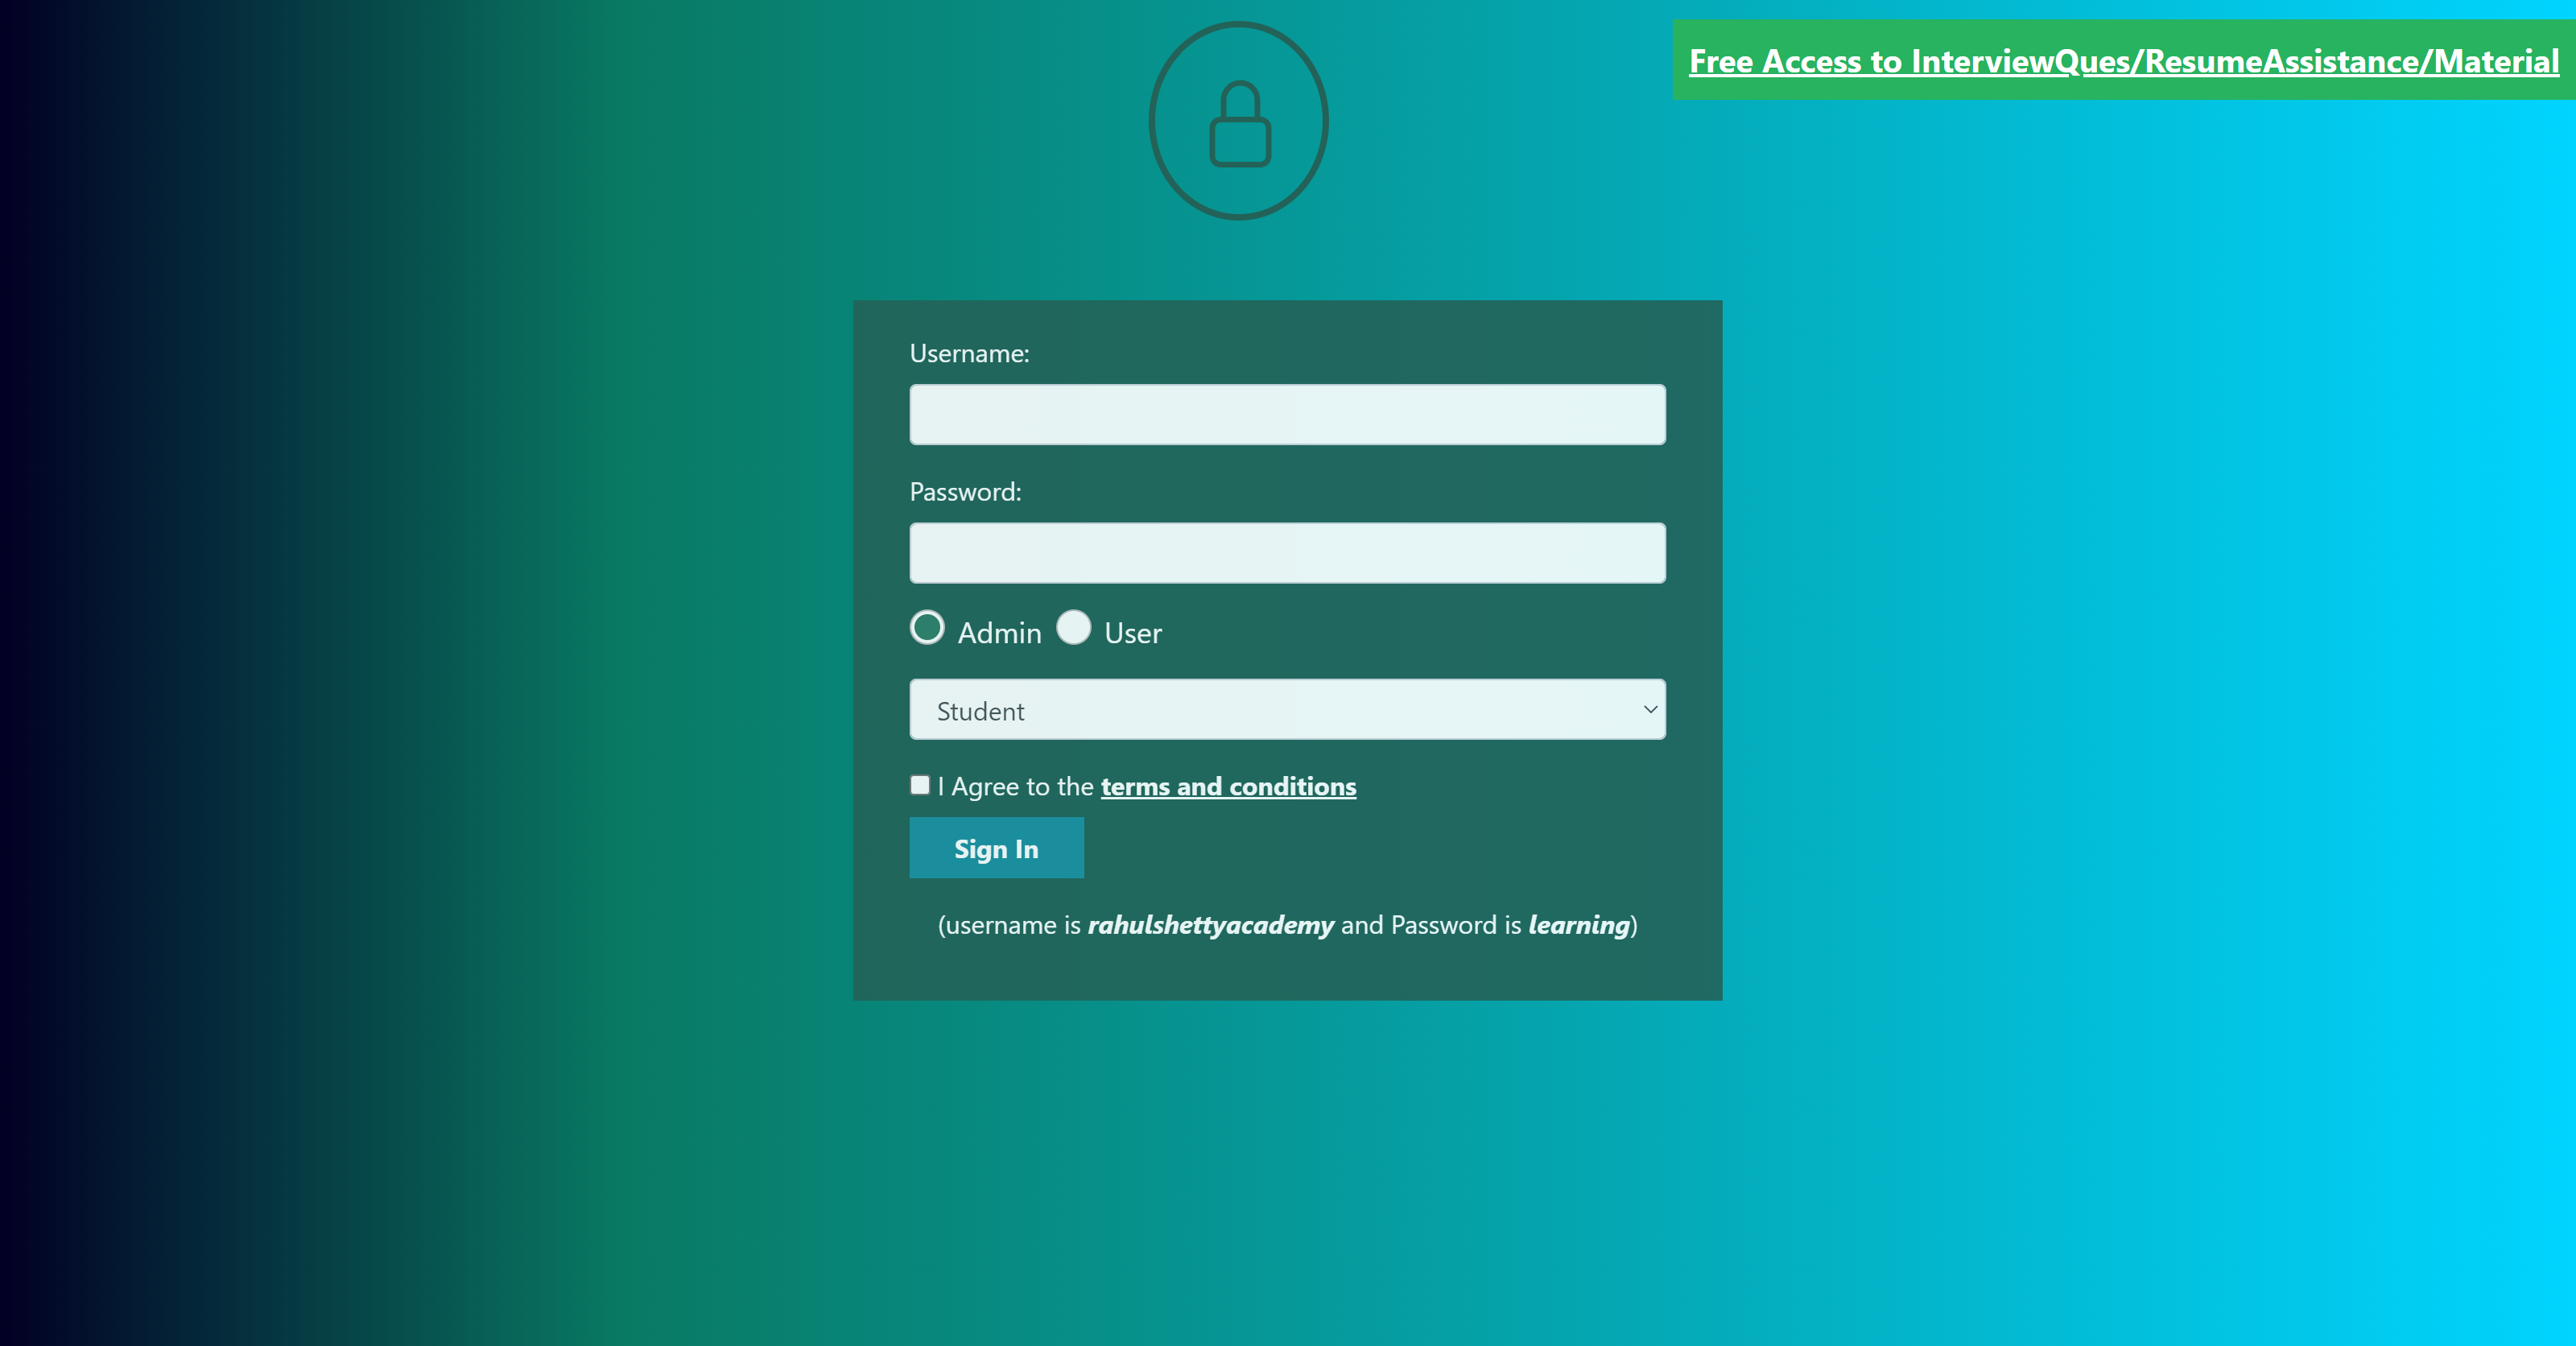 Free Access to InterviewQues/ResumeAssistance/Material
Username:
Password:
Admin User
Student
I Agree to the terms and conditions
Sign In
(username is rahulshettyacademy and Password is learning)